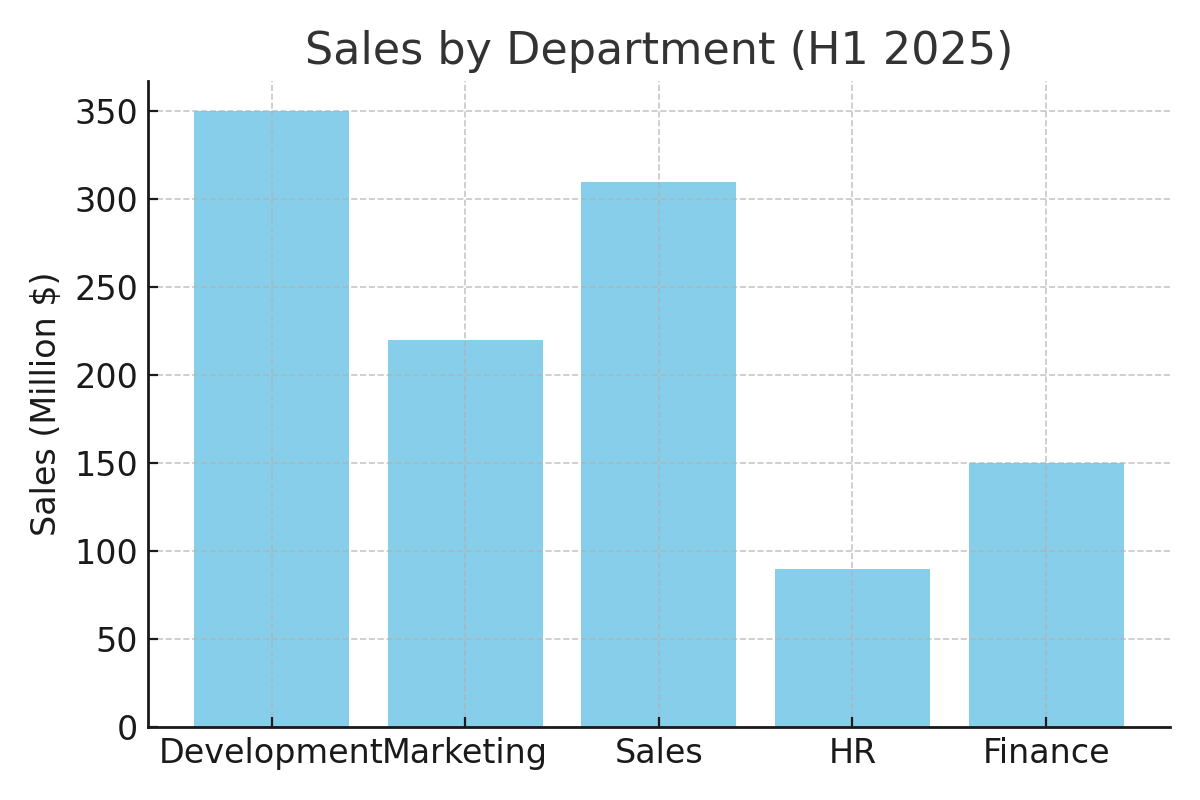 Sales by Department (H1 2025)
Sales (Million $)
350
300
250
200
150
100
50
0
Development Marketing Sales HR Finance